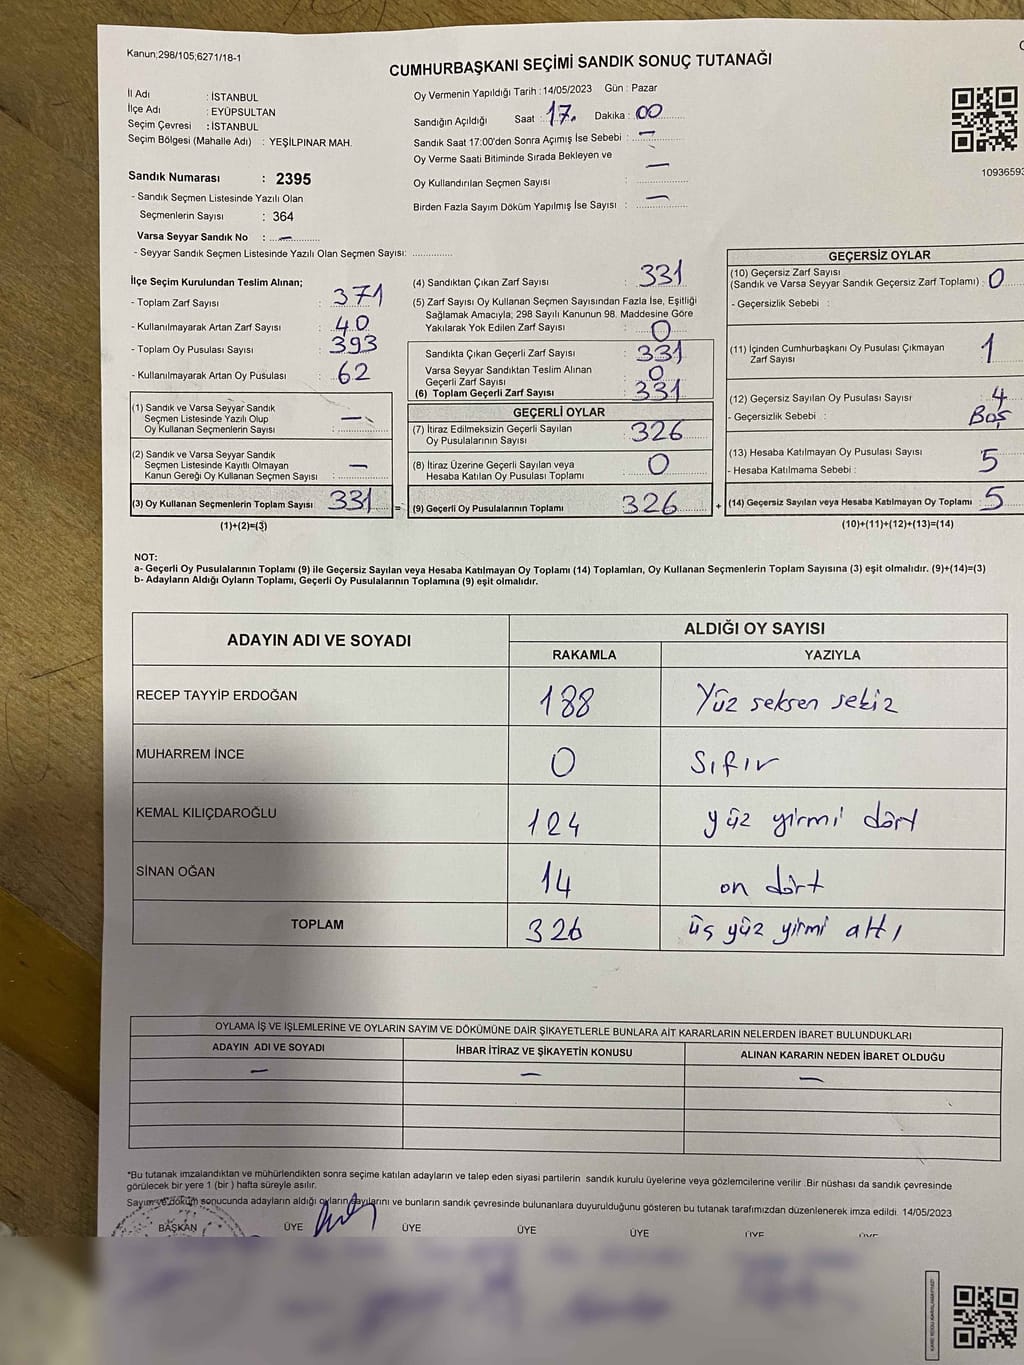 Kanun;298/105;6271/18-1
CUMHURBAŞKANI SEÇİMİ SANDIK SONUÇ TUTANAĞI
İl Adı : İSTANBUL
İlçe Adı : EYÜPSULTAN
Seçim Çevresi : İSTANBUL
Seçim Bölgesi (Mahalle Adı) : YEŞİLPINAR MAH.
Oy Vermenin Yapıldığı Tarih : 14/05/2023 Gün : Pazar
Sandığın Açıldığı Saat : 17. Dakika : 00
Sandık Saat 17:00'den Sonra Açımış İse Sebebi : —
Oy Verme Saati Bitiminde Sırada Bekleyen ve
Oy Kullandırılan Seçmen Sayısı : —
Birden Fazla Sayım Döküm Yapılmış İse Sayısı : —
1093659
Sandık Numarası : 2395
- Sandık Seçmen Listesinde Yazılı Olan
Seçmenlerin Sayısı : 364
Varsa Seyyar Sandık No : —
- Seyyar Sandık Seçmen Listesinde Yazılı Olan Seçmen Sayısı:
İlçe Seçim Kurulundan Teslim Alınan;
- Toplam Zarf Sayısı : 371
- Kullanılmayarak Artan Zarf Sayısı : 40
- Toplam Oy Pusulası Sayısı : 393
- Kullanılmayarak Artan Oy Pusulası : 62
(1) Sandık ve Varsa Seyyar Sandık
Seçmen Listesinde Yazılı Olup
Oy Kullanan Seçmenlerin Sayısı : —
(2) Sandık ve Varsa Seyyar Sandık
Seçmen Listesinde Kayıtlı Olmayan
Kanun Gereği Oy Kullanan Seçmen Sayısı : —
(3) Oy Kullanan Seçmenlerin Toplam Sayısı 331 =
(1)+(2)=(3)
(4) Sandıktan Çıkan Zarf Sayısı : 331
(5) Zarf Sayısı Oy Kullanan Seçmen Sayısından Fazla İse, Eşitliği
Sağlamak Amacıyla; 298 Sayılı Kanunun 98. Maddesine Göre
Yakılarak Yok Edilen Zarf Sayısı : 0
Sandıkta Çıkan Geçerli Zarf Sayısı : 331
Varsa Seyyar Sandıktan Teslim Alınan
Geçerli Zarf Sayısı : 0
(6) Toplam Geçerli Zarf Sayısı : 331
GEÇERLİ OYLAR
(7) İtiraz Edilmeksizin Geçerli Sayılan
Oy Pusulalarının Sayısı : 326
(8) İtiraz Üzerine Geçerli Sayılan veya
Hesaba Katılan Oy Pusulası Toplamı : 0
(9) Geçerli Oy Pusulalarının Toplamı 326 +
GEÇERSİZ OYLAR
(10) Geçersiz Zarf Sayısı
(Sandık ve Varsa Seyyar Sandık Geçersiz Zarf Toplamı) : 0
- Geçersizlik Sebebi :
(11) İçinden Cumhurbaşkanı Oy Pusulası Çıkmayan
Zarf Sayısı 1
(12) Geçersiz Sayılan Oy Pusulası Sayısı : 4
- Geçersizlik Sebebi : Boş
(13) Hesaba Katılmayan Oy Pusulası Sayısı : 5
- Hesaba Katılmama Sebebi :
(14) Geçersiz Sayılan veya Hesaba Katılmayan Oy Toplamı 5
(10)+(11)+(12)+(13)=(14)
NOT:
a- Geçerli Oy Pusulalarının Toplamı (9) ile Geçersiz Sayılan veya Hesaba Katılmayan Oy Toplamı (14) Toplamları, Oy Kullanan Seçmenlerin Toplam Sayısına (3) eşit olmalıdır. (9)+(14)=(3)
b- Adayların Aldığı Oyların Toplamı, Geçerli Oy Pusulalarının Toplamına (9) eşit olmalıdır.
ADAYIN ADI VE SOYADI ALDIĞI OY SAYISI
RAKAMLA YAZIYLA
RECEP TAYYİP ERDOĞAN 188 Yüz seksen sekiz
MUHARREM İNCE 0 sıfır
KEMAL KILIÇDAROĞLU 124 yüz yirmi dört
SİNAN OĞAN 14 on dört
TOPLAM 326 üç yüz yirmi altı
OYLAMA İŞ VE İŞLEMLERİNE VE OYLARIN SAYIM VE DÖKÜMÜNE DAİR ŞİKAYETLERLE BUNLARA AİT KARARLARIN NELERDEN İBARET BULUNDUKLARI
ADAYIN ADI VE SOYADI İHBAR İTİRAZ VE ŞİKAYETİN KONUSU ALINAN KARARIN NEDEN İBARET OLDUĞU
— — —
*Bu tutanak imzalandıktan ve mühürlendikten sonra seçime katılan adayların ve talep eden siyasi partilerin sandık kurulu üyelerine veya gözlemcilerine verilir .Bir nüshası da sandık çevresinde
görülecek bir yere 1 (bir ) hafta süreyle asılır.
Sayım ve döküm sonucunda adayların aldığı oyların sayılarını ve bunların sandık çevresinde bulunanlara duyurulduğunu gösteren bu tutanak tarafımızdan düzenlenerek imza edildi. 14/05/2023
BAŞKAN ÜYE ÜYE ÜYE ÜYE ÜYE ÜYE